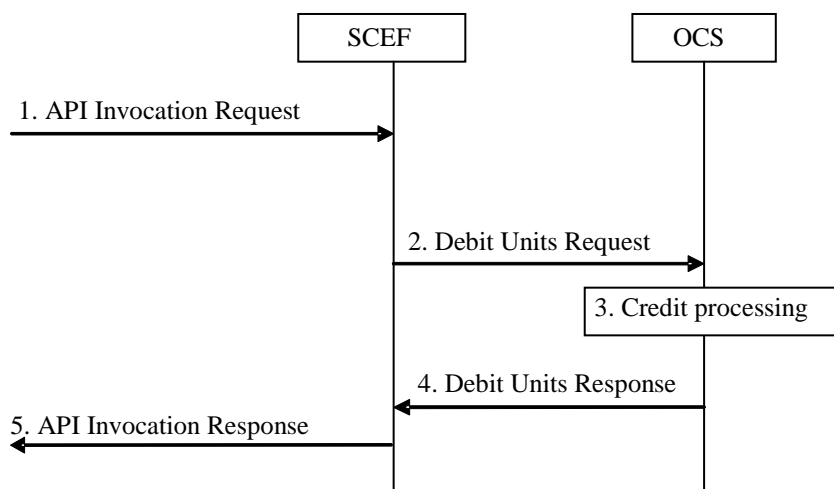 SCEF
OCS
1. API Invocation Request
2. Debit Units Request
3. Credit processing
4. Debit Units Response
5. API Invocation Response